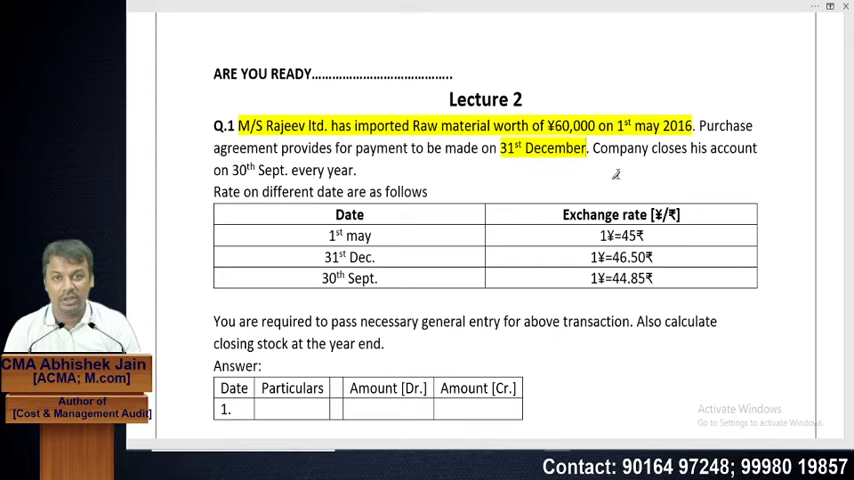 ARE YOU READY…………………………………..
Lecture 2
Q.1 M/S Rajeev ltd. has imported Raw material worth of ¥60,000 on 1st may 2016. Purchase
agreement provides for payment to be made on 31st December. Company closes his account
on 30th Sept. every year.
Rate on different date are as follows
Date Exchange rate [¥/₹]
1st may 1¥=45₹
31st Dec. 1¥=46.50₹
30th Sept. 1¥=44.85₹
You are required to pass necessary general entry for above transaction. Also calculate
closing stock at the year end.
Answer:
Date Particulars Amount [Dr.] Amount [Cr.]
1.
CMA Abhishek Jain
[ACMA; M.com]
Author of
[Cost & Management Audit]
Activate Windows
Go to Settings to activate Windows.
Contact: 90164 97248; 99980 19857